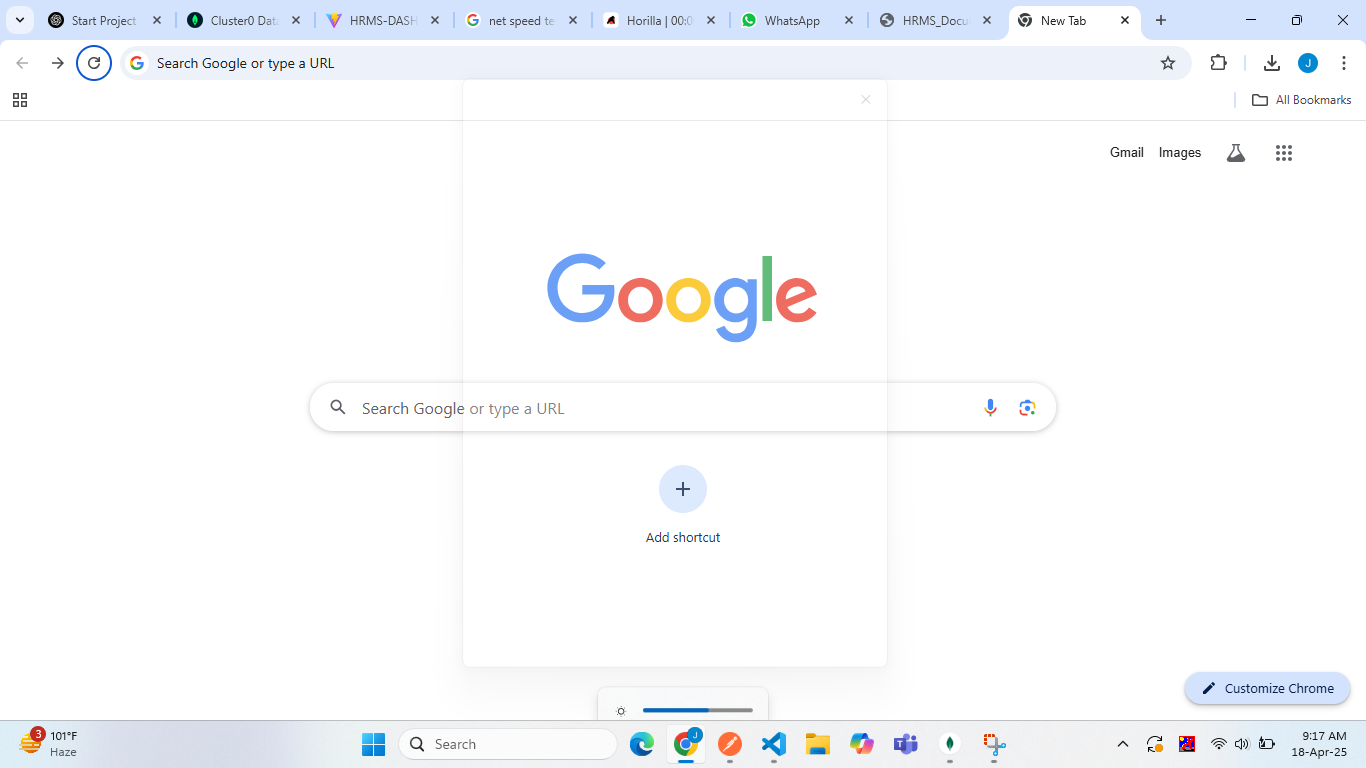 Start Project
Cluster0 Data
HRMS-DASH
net speed te
Horilla | 00:0
WhatsApp
HRMS_Docu
New Tab
Search Google or type a URL
All Bookmarks
Gmail
Images
Google
Search Google or type a URL
Add shortcut
Customize Chrome
3
101°F
Haze
Search
J
J
9:17 AM
18-Apr-25